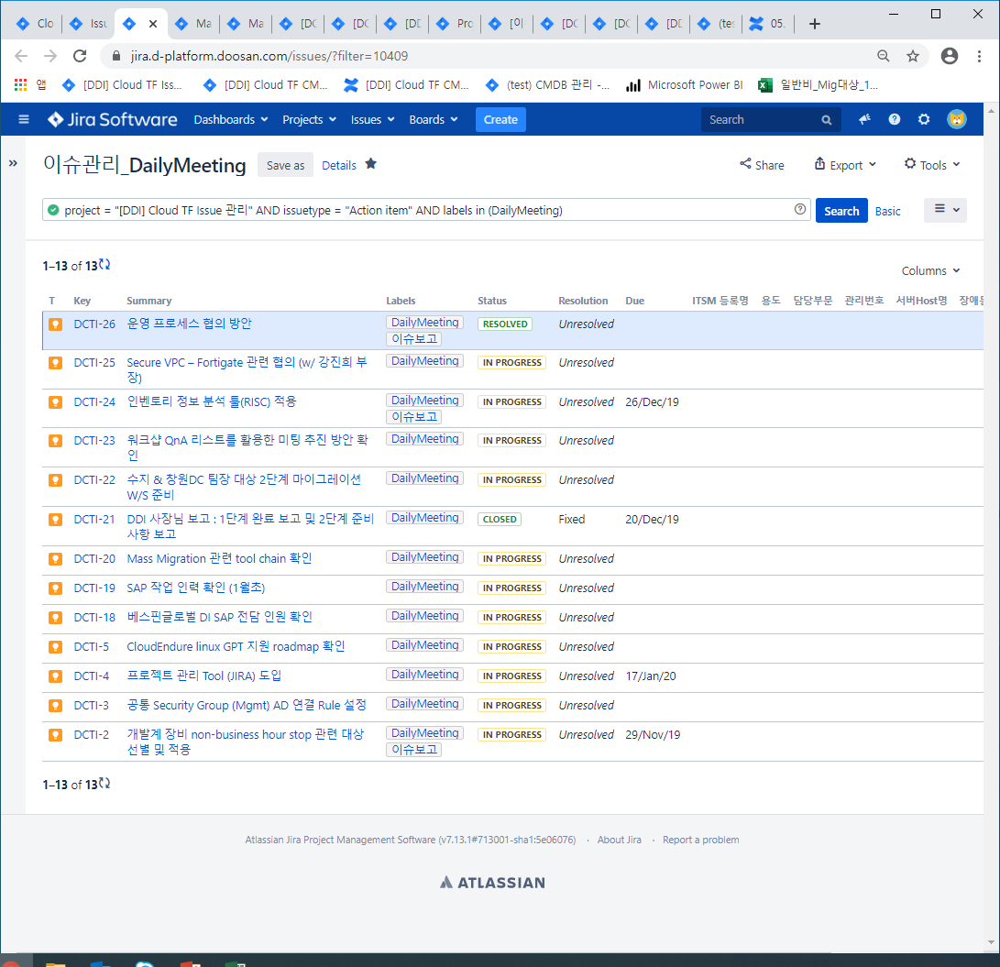 Clo
Issu
Ma
Ma
[DC
[DC
[DD
Pro
[이
[DC
[DC
[DD
(tes
05.
jira.d-platform.doosan.com/issues/?filter=10409
앱
[DDI] Cloud TF Iss...
[DDI] Cloud TF CM...
[DDI] Cloud TF CM...
(test) CMDB 관리 -...
Microsoft Power BI
일반비_Mig대상_1...
Jira Software
Dashboards
Projects
Issues
Boards
Create
Search
이슈관리_DailyMeeting
Save as
Details
Share
Export
Tools
project = "[DDI] Cloud TF Issue 관리" AND issuetype = "Action item" AND labels in (DailyMeeting)
Search
Basic
1–13 of 13
Columns
T Key Summary Labels Status Resolution Due ITSM 등록명 용도 담당부문 관리번호 서버Host명
DCTI-26 운영 프로세스 협의 방안 DailyMeeting RESOLVED Unresolved
이슈보고
DCTI-25 Secure VPC – Fortigate 관련 협의 (w/ 강진희 부 DailyMeeting IN PROGRESS Unresolved
장)
DCTI-24 인벤토리 정보 분석 툴(RISC) 적용 DailyMeeting IN PROGRESS Unresolved 26/Dec/19
이슈보고
DCTI-23 워크샵 QnA 리스트를 활용한 미팅 추진 방안 확 DailyMeeting IN PROGRESS Unresolved
인
DCTI-22 수지 & 창원DC 팀장 대상 2단계 마이그레이션 DailyMeeting IN PROGRESS Unresolved
W/S 준비
DCTI-21 DDI 사장님 보고 : 1단계 완료 보고 및 2단계 준비 DailyMeeting CLOSED Fixed 20/Dec/19
사항 보고
DCTI-20 Mass Migration 관련 tool chain 확인 DailyMeeting IN PROGRESS Unresolved
DCTI-19 SAP 작업 인력 확인 (1월초) DailyMeeting IN PROGRESS Unresolved
DCTI-18 베스핀글로벌 DI SAP 전담 인원 확인 DailyMeeting IN PROGRESS Unresolved
DCTI-5 CloudEndure linux GPT 지원 roadmap 확인 DailyMeeting IN PROGRESS Unresolved
DCTI-4 프로젝트 관리 Tool (JIRA) 도입 DailyMeeting IN PROGRESS Unresolved 17/Jan/20
DCTI-3 공통 Security Group (Mgmt) AD 연결 Rule 설정 DailyMeeting IN PROGRESS Unresolved
DCTI-2 개발계 장비 non-business hour stop 관련 대상 DailyMeeting IN PROGRESS Unresolved 29/Nov/19
선별 및 적용 이슈보고
1–13 of 13
Atlassian Jira Project Management Software (v7.13.1#713001-sha1:5e06076) · About Jira · Report a problem
ATLASSIAN